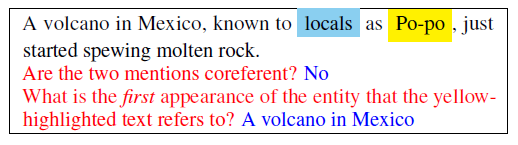 A volcano in Mexico, known to locals as Po-po, just
started spewing molten rock.
Are the two mentions coreferent? No
What is the first appearance of the entity that the yellow-
highlighted text refers to? A volcano in Mexico